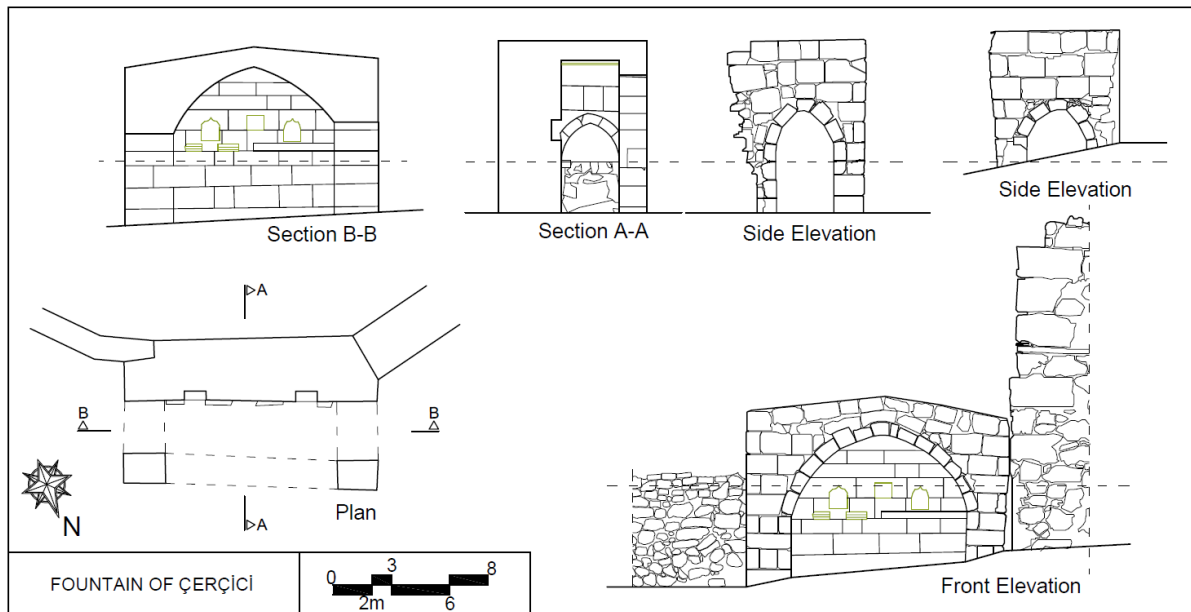 Section B-B
Section A-A
Side Elevation
Side Elevation
A
B
B
A
Plan
N
Front Elevation
FOUNTAIN OF ÇERÇİCİ
0 3 8
2m 6